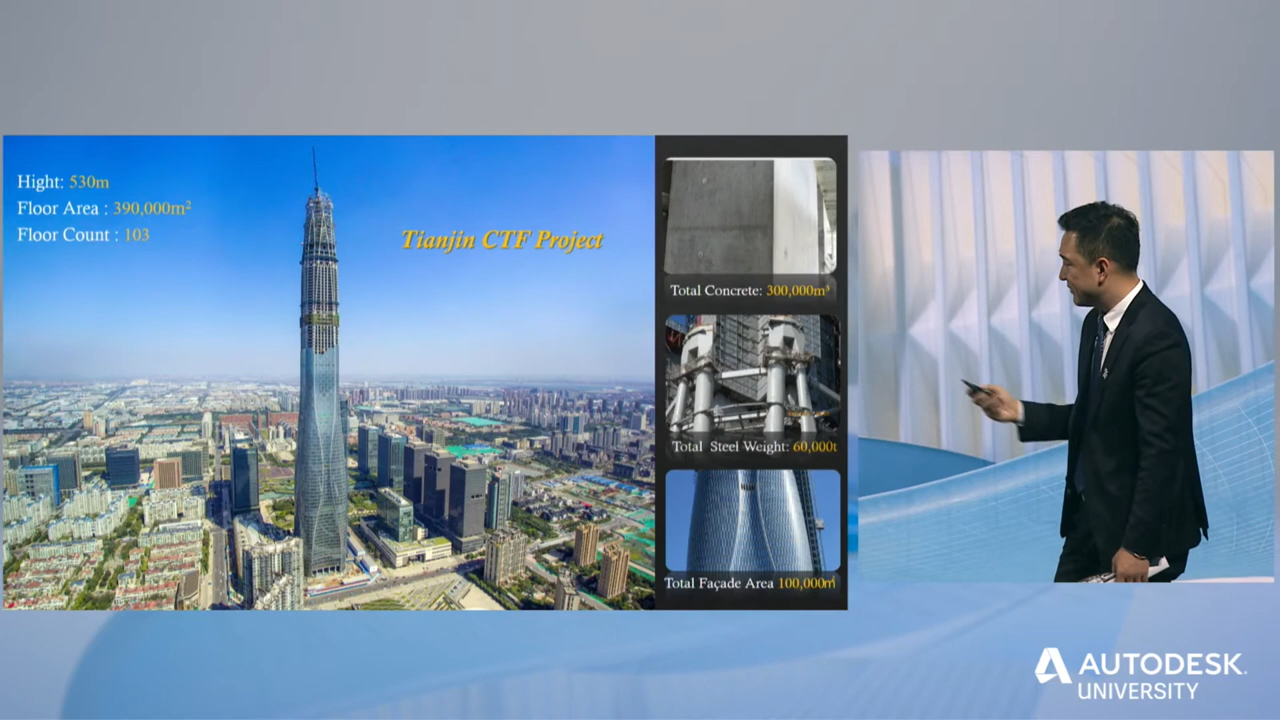 Hight: 530m
Floor Area : 390,000m²
Floor Count : 103
Tianjin CTF Project
Total Concrete: 300,000m³
Total Steel Weight: 60,000t
Total Façade Area 100,000㎡
AUTODESK
UNIVERSITY